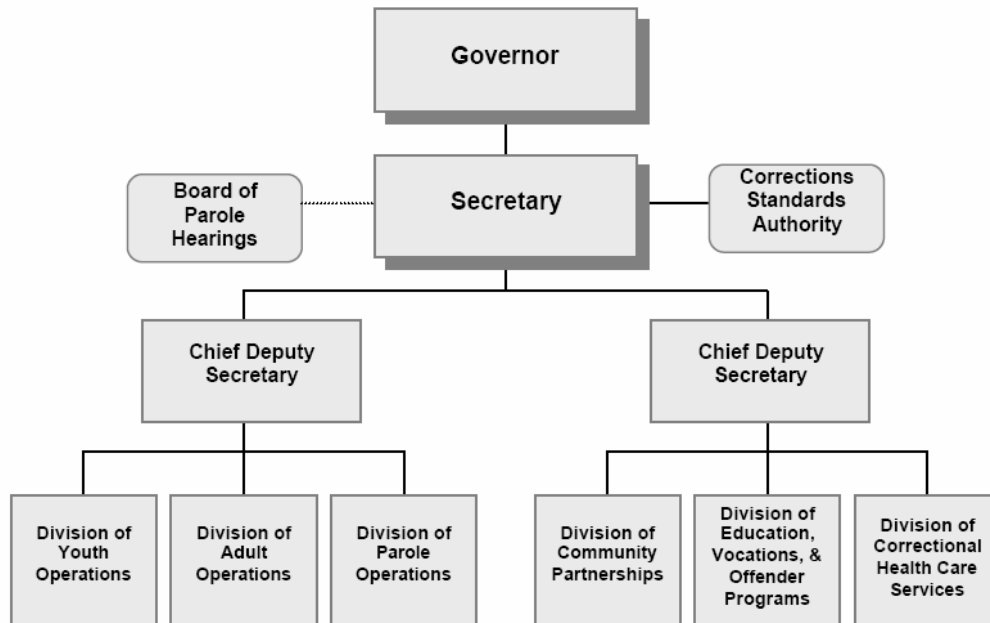 Governor
Board of
Parole
Hearings
Secretary
Corrections
Standards
Authority
Chief Deputy
Secretary
Chief Deputy
Secretary
Division of
Youth
Operations
Division of
Adult
Operations
Division of
Parole
Operations
Division of
Community
Partnerships
Division of
Education,
Vocations, &
Offender
Programs
Division of
Correctional
Health Care
Services